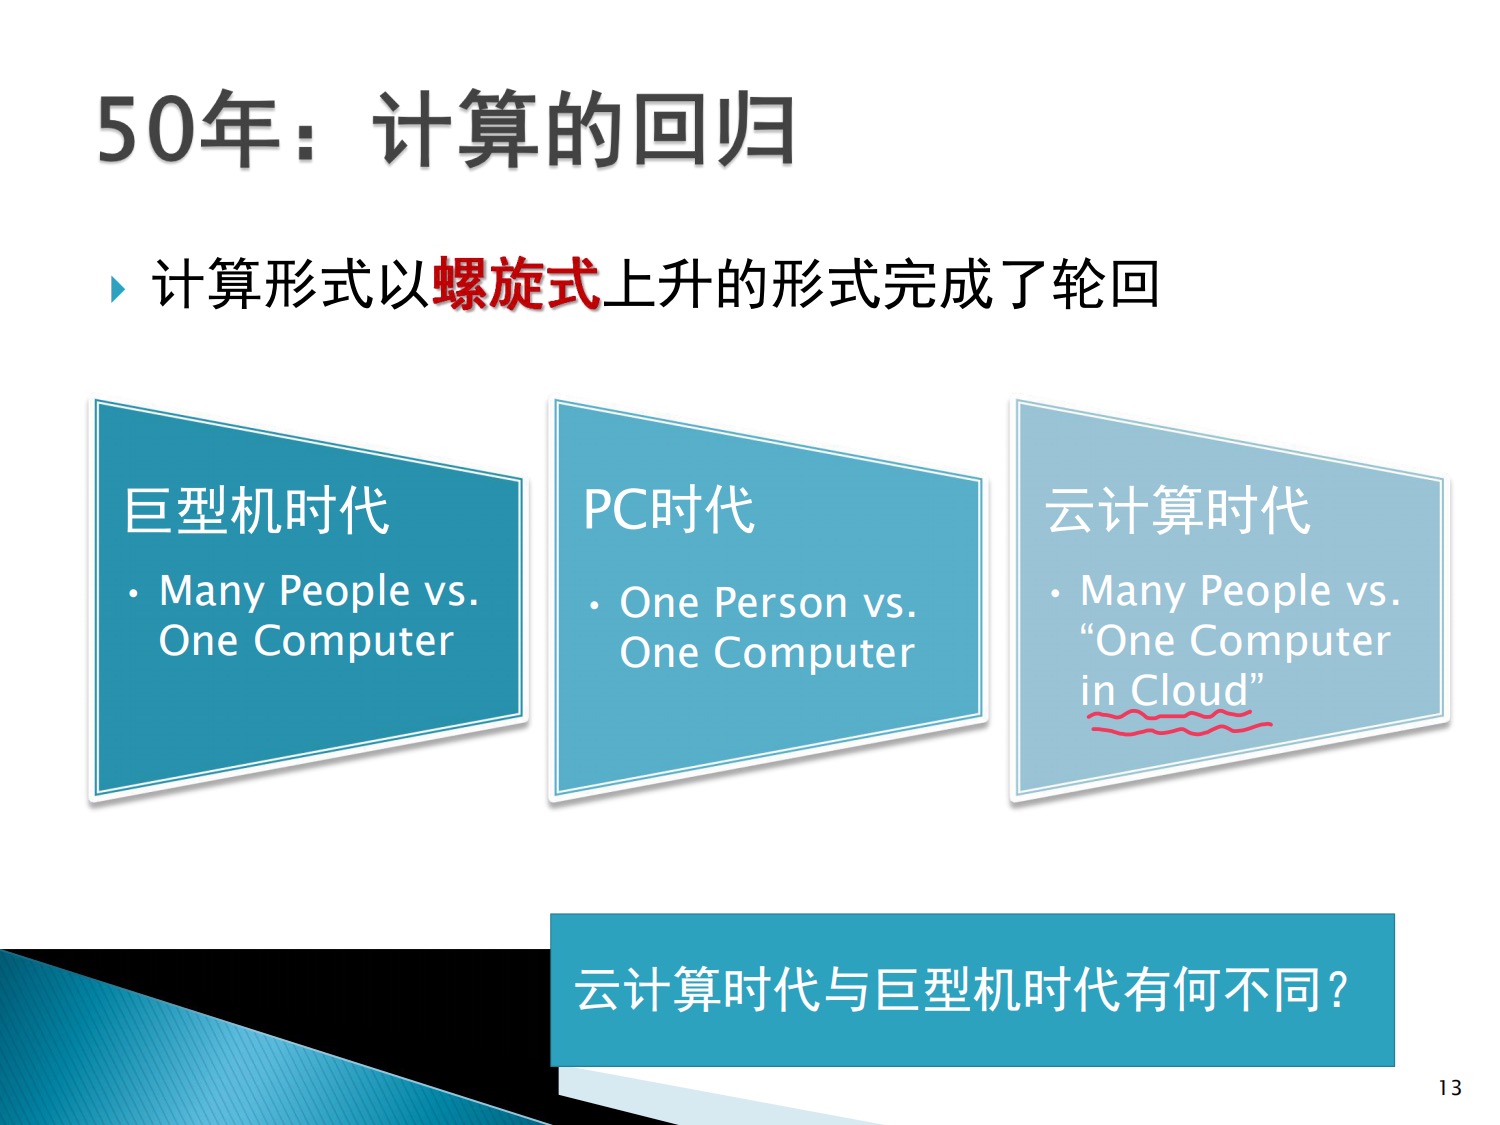 50年：计算的回归
计算形式以螺旋式上升的形式完成了轮回
巨型机时代
• Many People vs.
One Computer
PC时代
• One Person vs.
One Computer
云计算时代
• Many People vs.
“One Computer
in Cloud”
云计算时代与巨型机时代有何不同？
13